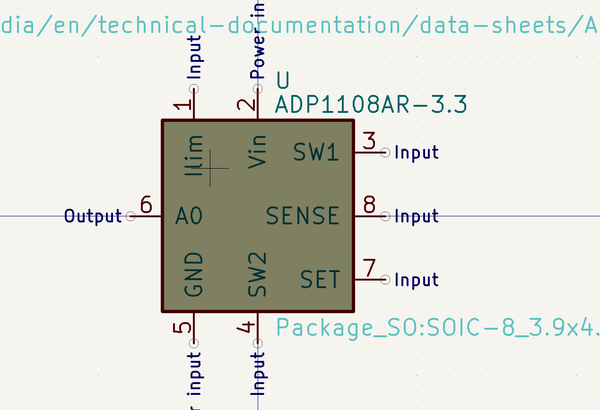 dia/en/technical-documentation/data-sheets/A
Input
Power in
U
ADP1108AR-3.3
1
2
Ilim
Vin
SW1
3
Input
Output
6
A0
SENSE
8
Input
GND
SW2
SET
7
Input
5
4
Package_SO:SOIC-8_3.9x4.
r input
Input